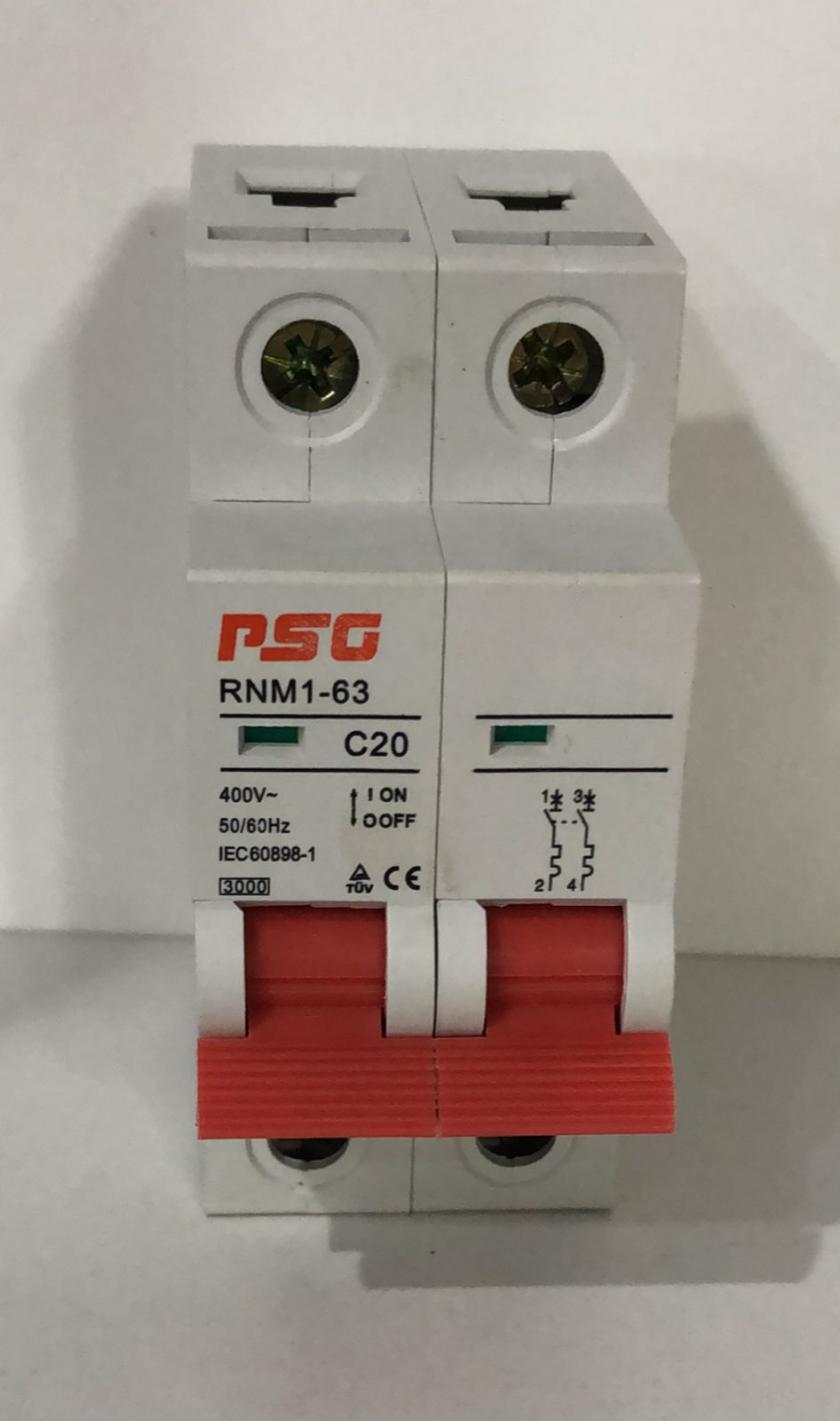 PSG
RNM1-63
C20
400V~
I ON
50/60Hz
O OFF
IEC60898-1
3000
TÜV CE
1 3
2 4